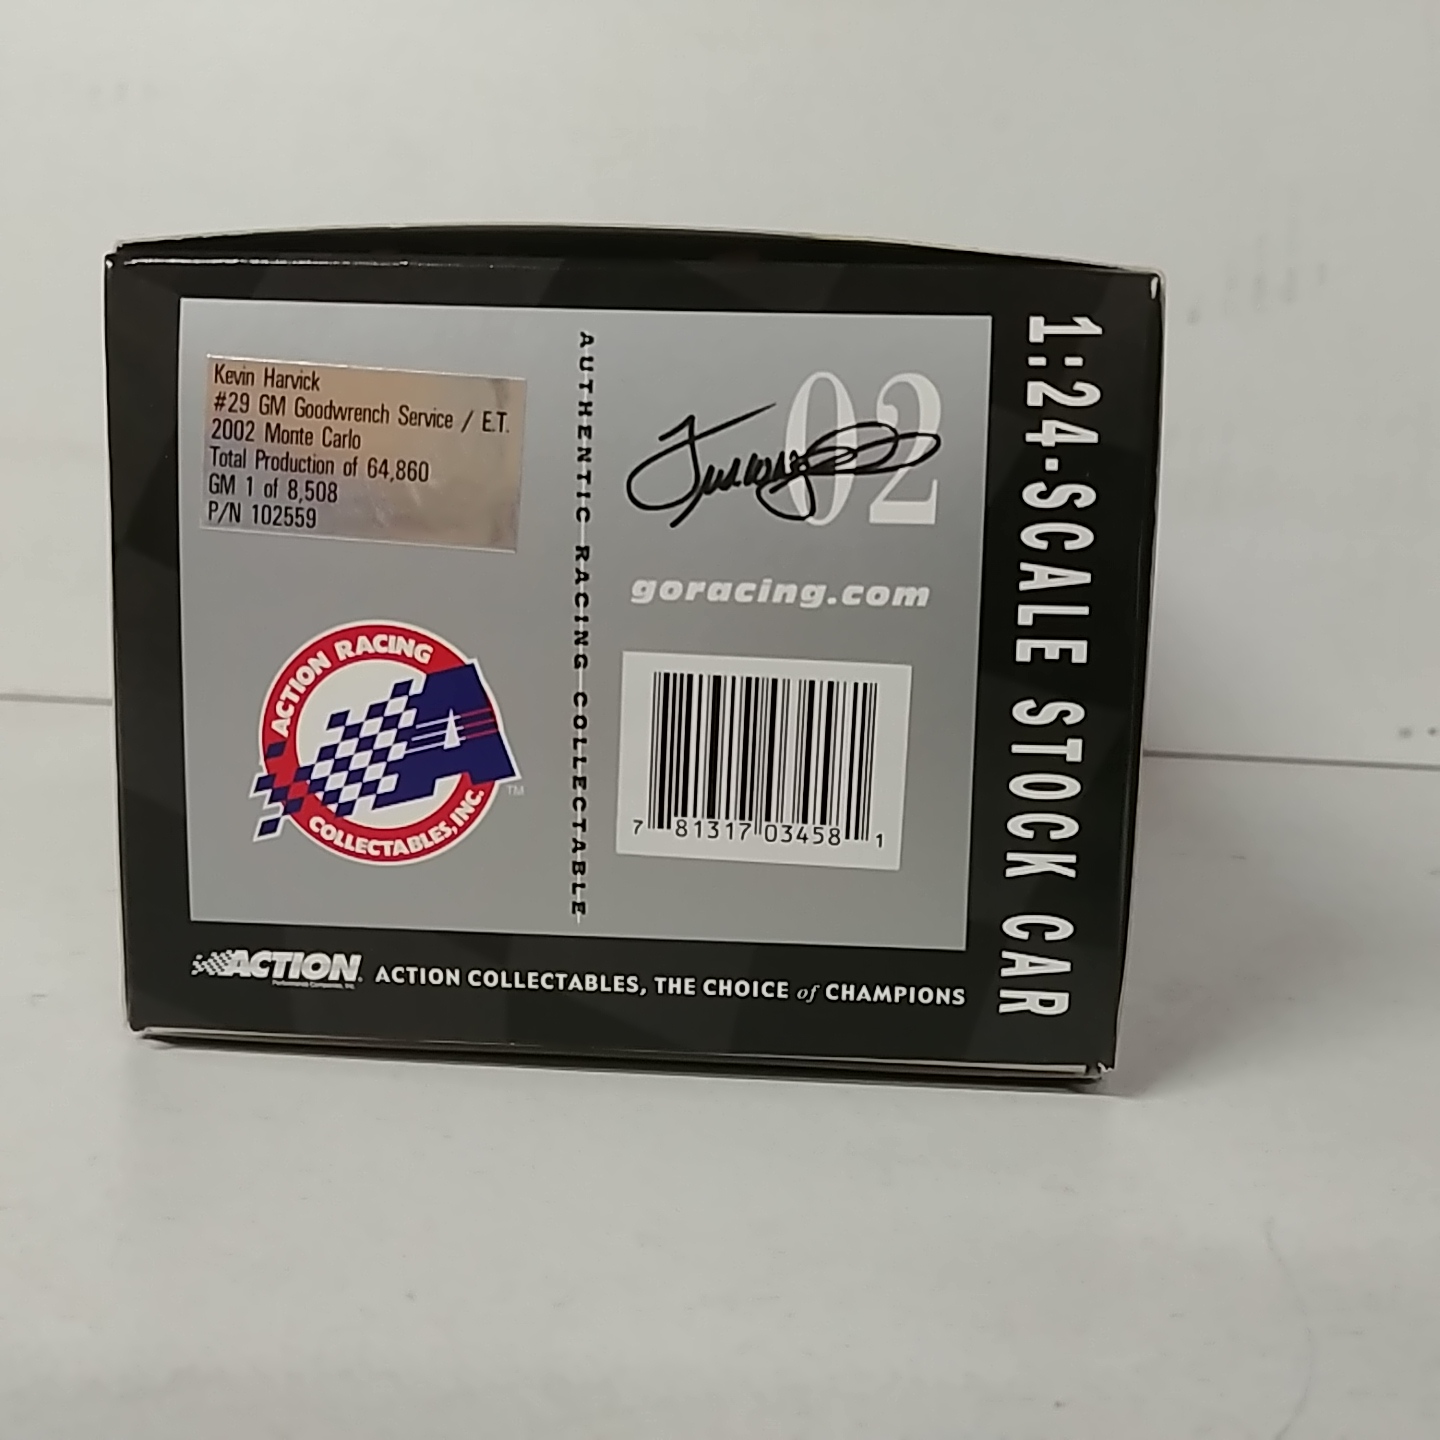 Kevin Harvick
#29 GM Goodwrench Service / E.T.
2002 Monte Carlo
Total Production of 64,860
GM 1 of 8,508
P/N 102559
ACTION RACING
COLLECTABLES, INC.
TM
AUTHENTIC RACING COLLECTABLE
02
goracing.com
7 81317 03458 1
1:24-SCALE STOCK CAR
ACTION
ACTION COLLECTABLES, THE CHOICE of CHAMPIONS